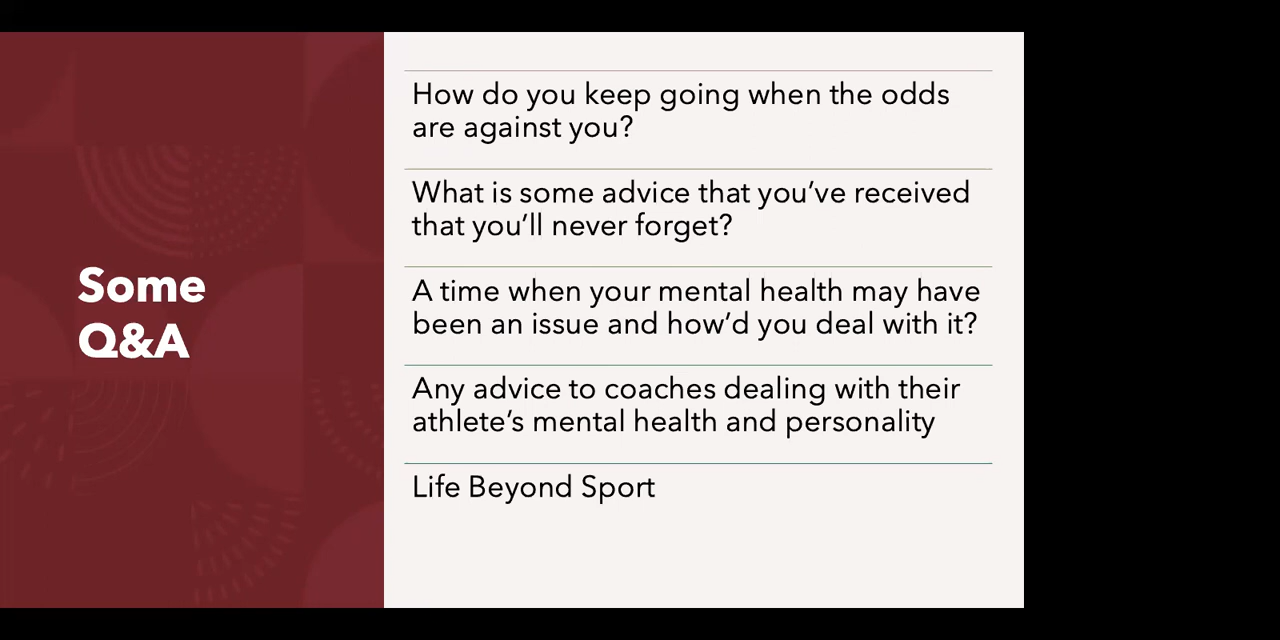 Some
Q&A
How do you keep going when the odds
are against you?
What is some advice that you’ve received
that you’ll never forget?
A time when your mental health may have
been an issue and how’d you deal with it?
Any advice to coaches dealing with their
athlete’s mental health and personality
Life Beyond Sport